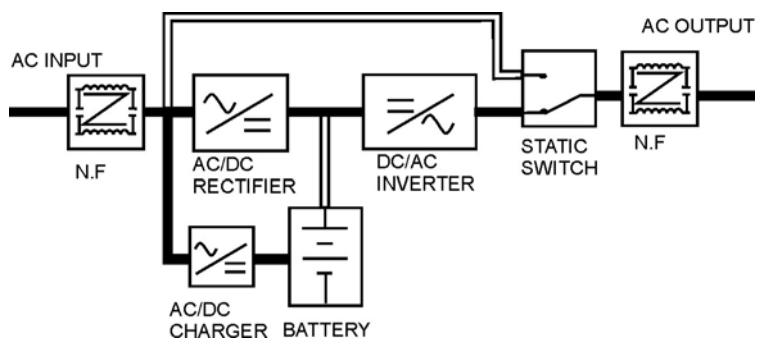 AC OUTPUT
AC INPUT
N.F
AC/DC
RECTIFIER
DC/AC
INVERTER
STATIC
SWITCH
N.F
AC/DC
CHARGER
BATTERY